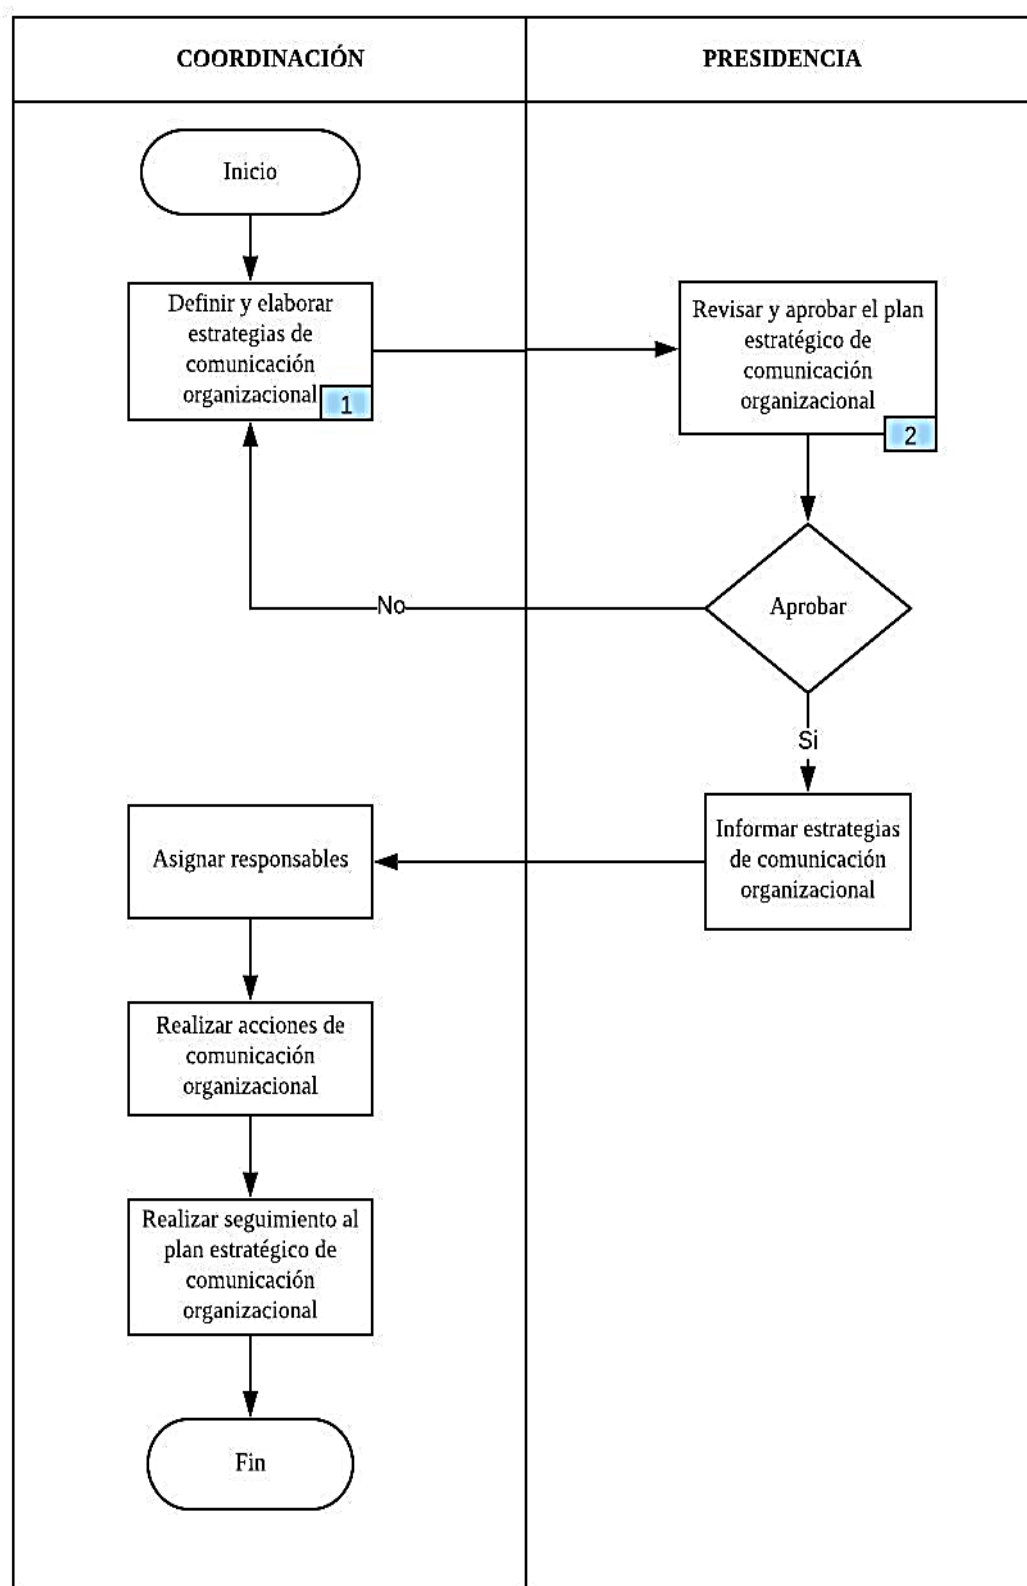 COORDINACIÓN
PRESIDENCIA
Inicio
Definir y elaborar
estrategias de
comunicación
organizacional
1
Revisar y aprobar el plan
estratégico de
comunicación
organizacional
2
Aprobar
No
Si
Informar estrategias
de comunicación
organizacional
Asignar responsables
Realizar acciones de
comunicación
organizacional
Realizar seguimiento al
plan estratégico de
comunicación
organizacional
Fin